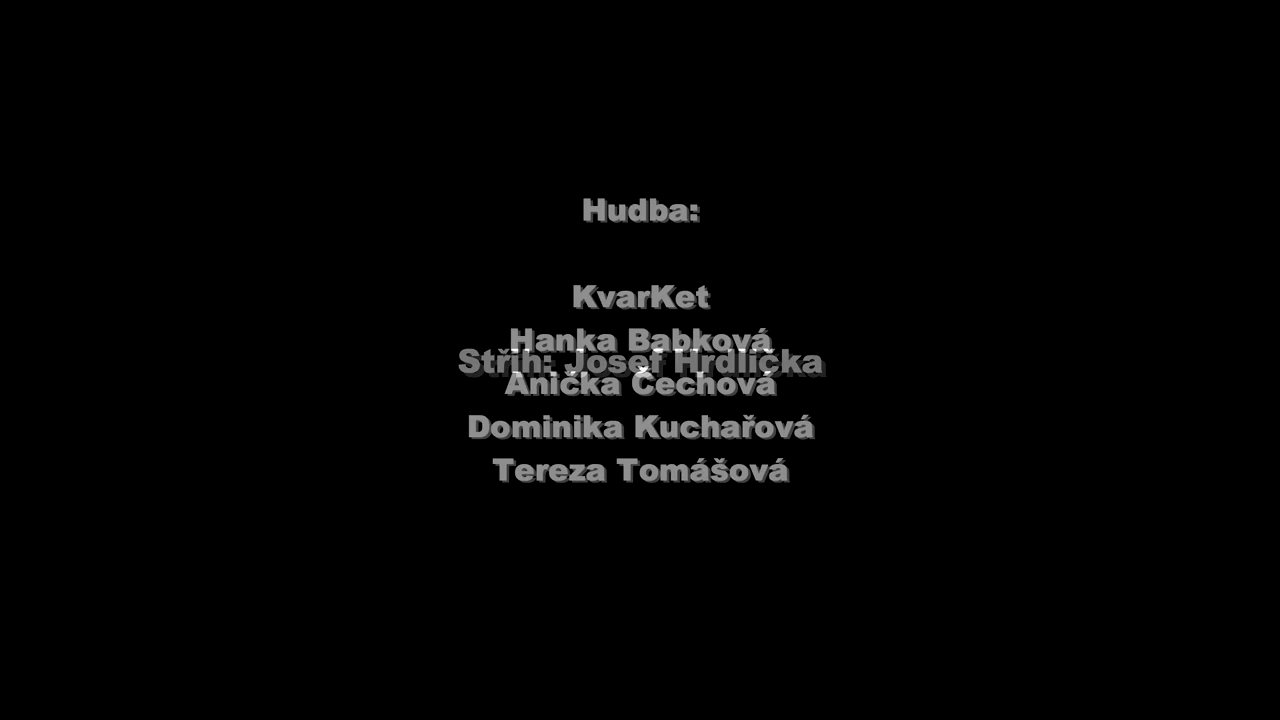 Hudba:
KvarKet
Hanka Babková
Střih: Josef Hrdlička
Anička Čechová
Dominika Kuchařová
Tereza Tomášová